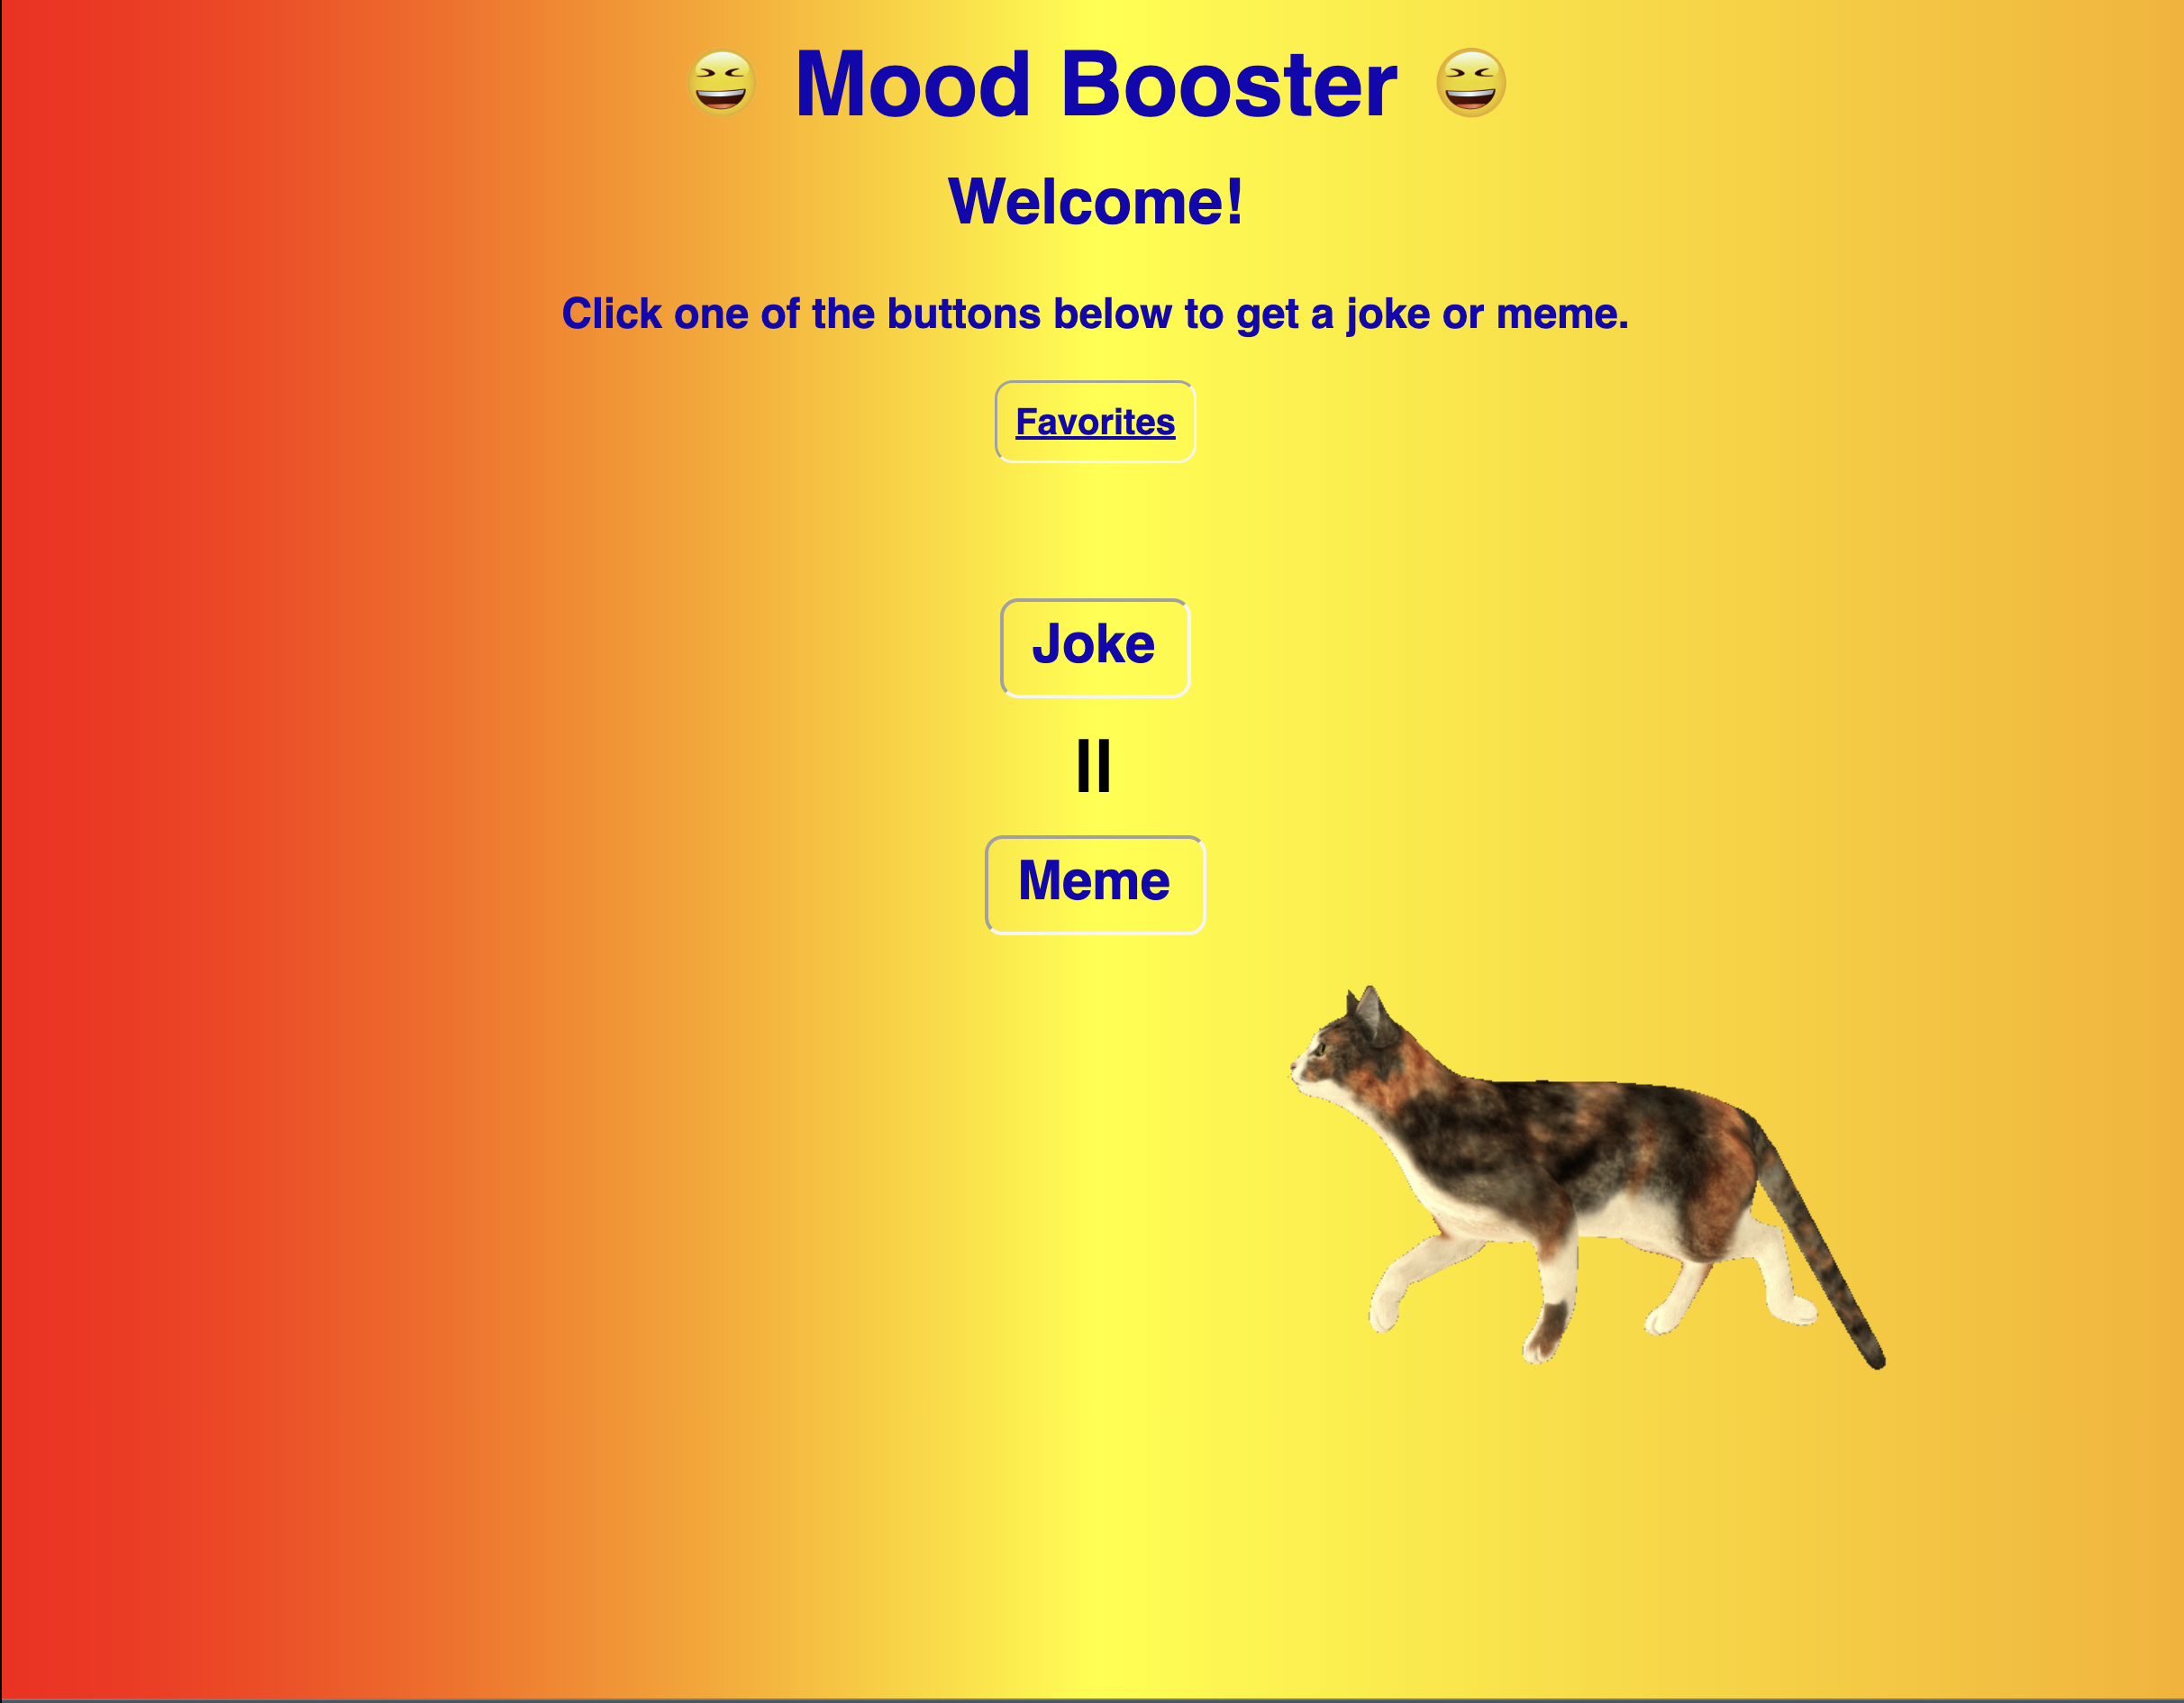 😆 Mood Booster 😆
Welcome!
Click one of the buttons below to get a joke or meme.
Favorites
Joke
||
Meme